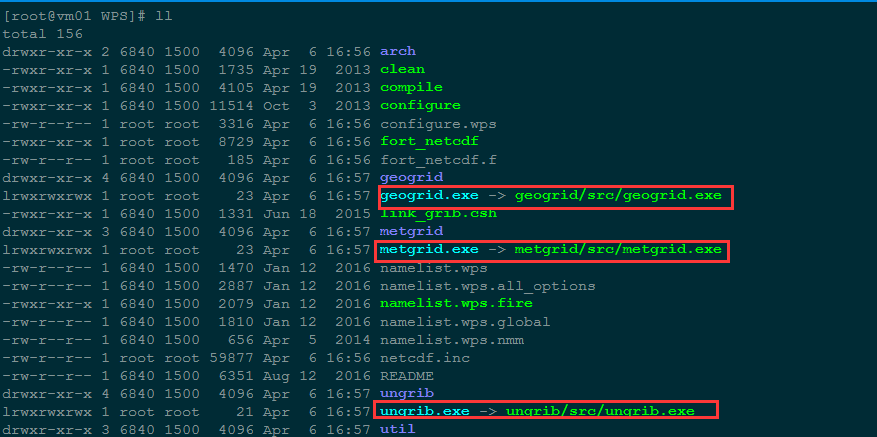 [root@vm01 WPS]# ll
total 156
drwxr-xr-x 2 6840 1500  4096 Apr  6 16:56 arch
-rwxr-xr-x 1 6840 1500  1735 Apr 19  2013 clean
-rwxr-xr-x 1 6840 1500  4105 Apr 19  2013 compile
-rwxr-xr-x 1 6840 1500 11514 Oct  3  2013 configure
-rw-r--r-- 1 root root  3316 Apr  6 16:56 configure.wps
-rwxr-xr-x 1 root root  8729 Apr  6 16:56 fort_netcdf
-rw-r--r-- 1 root root   185 Apr  6 16:56 fort_netcdf.f
drwxr-xr-x 4 6840 1500  4096 Apr  6 16:57 geogrid
lrwxrwxrwx 1 root root    23 Apr  6 16:57 geogrid.exe -> geogrid/src/geogrid.exe
-rwxr-xr-x 1 6840 1500  1331 Jun 18  2015 link_grib.csh
drwxr-xr-x 3 6840 1500  4096 Apr  6 16:57 metgrid
lrwxrwxrwx 1 root root    23 Apr  6 16:57 metgrid.exe -> metgrid/src/metgrid.exe
-rw-r--r-- 1 6840 1500  1470 Jan 12  2016 namelist.wps
-rw-r--r-- 1 6840 1500  2887 Jan 12  2016 namelist.wps.all_options
-rwxr-xr-x 1 6840 1500  2079 Jan 12  2016 namelist.wps.fire
-rw-r--r-- 1 6840 1500  1810 Jan 12  2016 namelist.wps.global
-rw-r--r-- 1 6840 1500   656 Apr  5  2014 namelist.wps.nmm
-rw-r--r-- 1 root root 59877 Apr  6 16:56 netcdf.inc
-rw-r--r-- 1 6840 1500  6351 Aug 12  2016 README
drwxr-xr-x 4 6840 1500  4096 Apr  6 16:57 ungrib
lrwxrwxrwx 1 root root    21 Apr  6 16:57 ungrib.exe -> ungrib/src/ungrib.exe
drwxr-xr-x 3 6840 1500  4096 Apr  6 16:57 util